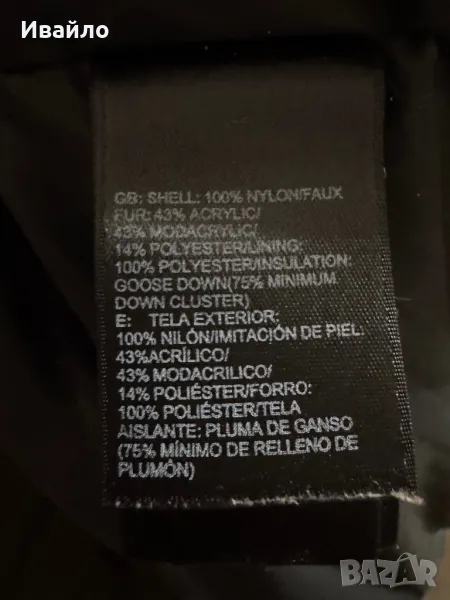 Ивайло
GB: SHELL: 100% NYLON/FAUX
FUR: 43% ACRYLIC/
43% MODACRYLIC/
14% POLYESTER/LINING:
100% POLYESTER/INSULATION:
GOOSE DOWN(75% MINIMUM
DOWN CLUSTER)
E: TELA EXTERIOR:
100% NILÓN/IMITACIÓN DE PIEL:
43%ACRÍLICO/
43% MODACRILICO/
14% POLIÉSTER/FORRO:
100% POLIÉSTER/TELA
AISLANTE: PLUMA DE GANSO
(75% MÍNIMO DE RELLENO DE
PLUMÓN)
BAZAR